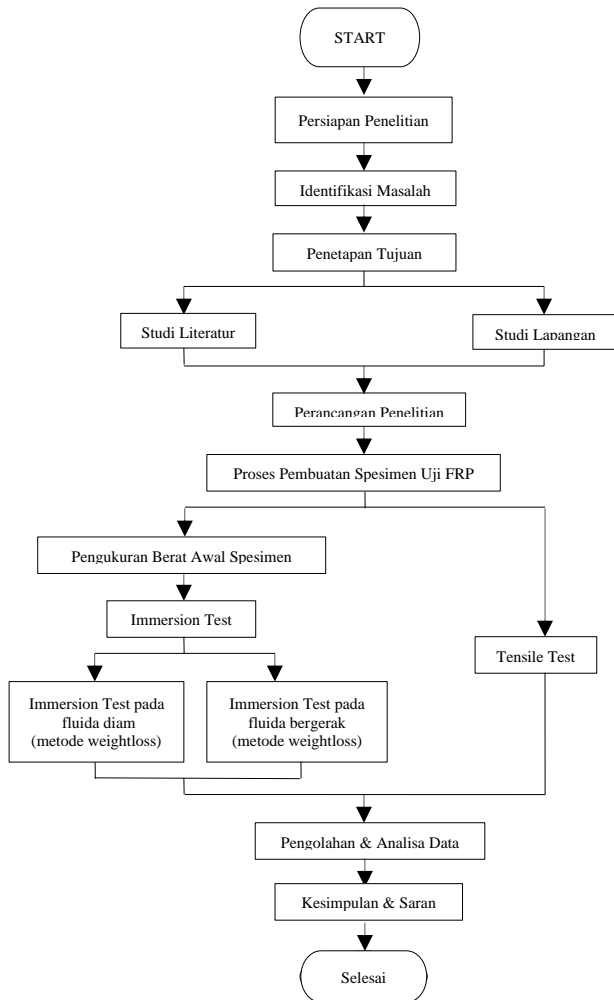 START
Persiapan Penelitian
Identifikasi Masalah
Penetapan Tujuan
Studi Literatur
Studi Lapangan
Perancangan Penelitian
Proses Pembuatan Spesimen Uji FRP
Pengukuran Berat Awal Spesimen
Immersion Test
Tensile Test
Immersion Test pada
fluida diam
(metode weightloss)
Immersion Test pada
fluida bergerak
(metode weightloss)
Pengolahan & Analisa Data
Kesimpulan & Saran
Selesai